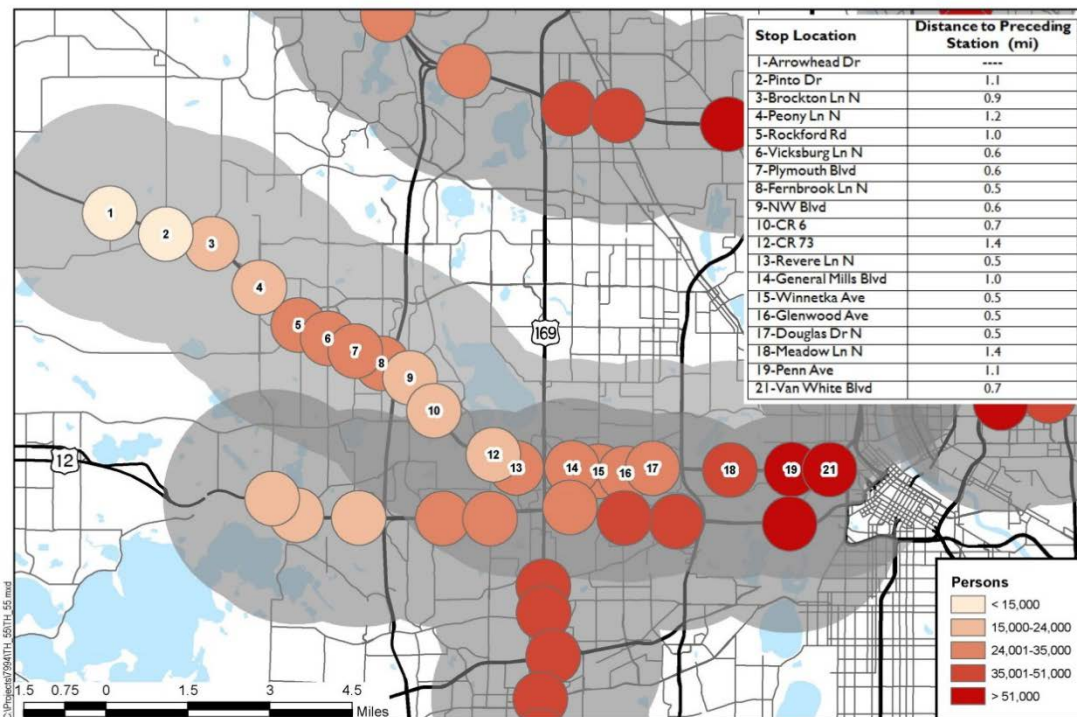 Stop Location Distance to Preceding
Station (mi)
1-Arrowhead Dr ----
2-Pinto Dr 1.1
3-Brockton Ln N 0.9
4-Peony Ln N 1.2
5-Rockford Rd 1.0
6-Vicksburg Ln N 0.6
7-Plymouth Blvd 0.6
8-Fernbrook Ln N 0.5
9-NW Blvd 0.6
10-CR 6 0.7
12-CR 73 1.4
13-Revere Ln N 0.5
14-General Mills Blvd 1.0
15-Winnetka Ave 0.5
16-Glenwood Ave 0.5
17-Douglas Dr N 0.5
18-Meadow Ln N 1.4
19-Penn Ave 1.1
21-Van White Blvd 0.7
1
2
3
4
5
6
7
8
9
10
12
13
14
15
16
17
18
19
21
169
12
Persons
< 15,000
15,000-24,000
24,001-35,000
35,001-51,000
> 51,000
1.5 0.75 0 1.5 3 4.5
Miles
C:\Projects\7994\TH_55\TH_55.mxd